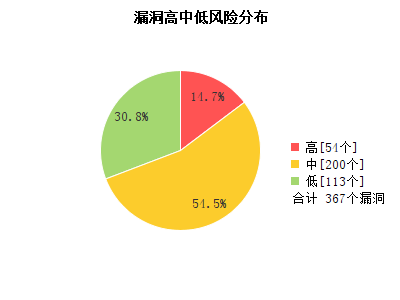 漏洞高中低风险分布
14.7%
30.8%
54.5%
高[54个]
中[200个]
低[113个]
合计 367个漏洞